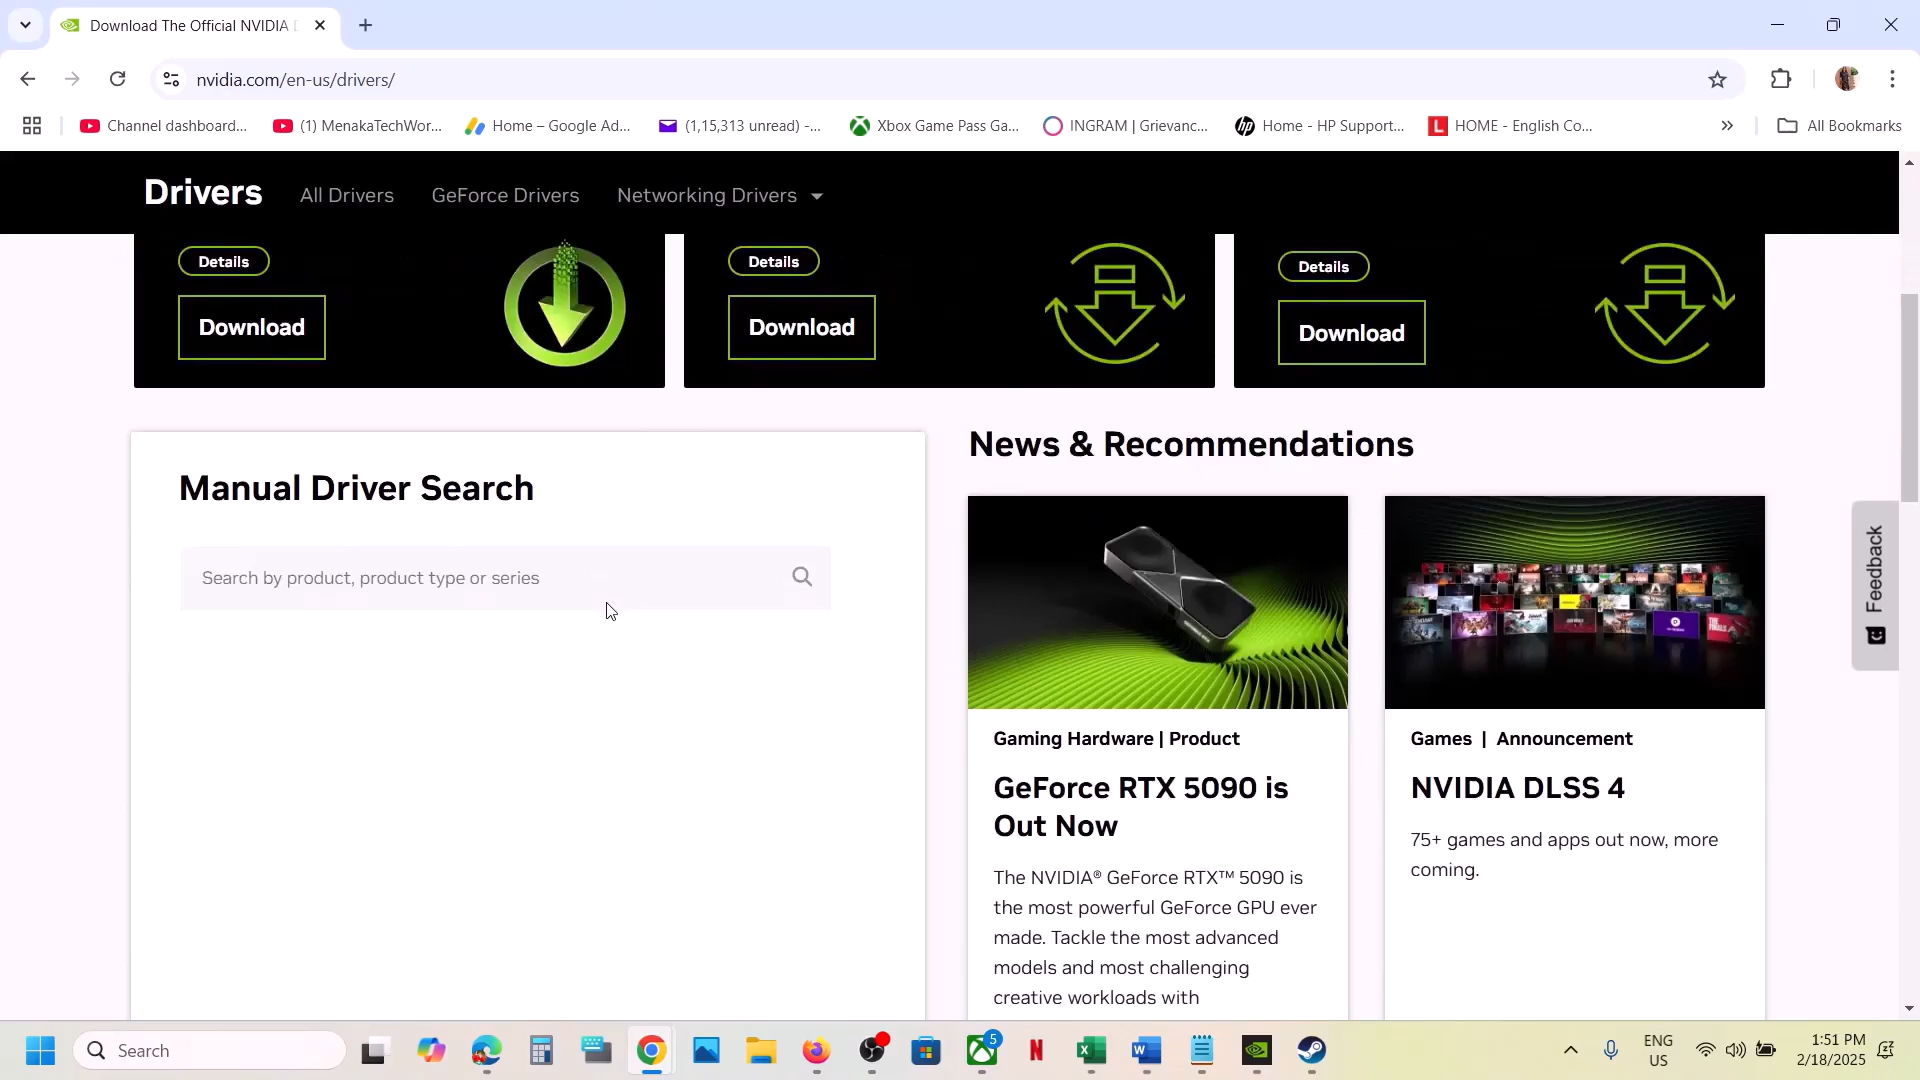 Download The Official NVIDIA D
nvidia.com/en-us/drivers/
Channel dashboard...
(1) MenakaTechWor...
Home – Google Ad...
(1,15,313 unread) -...
Xbox Game Pass Ga...
INGRAM | Grievanc...
Home - HP Support...
HOME - English Co...
All Bookmarks
Drivers
All Drivers
GeForce Drivers
Networking Drivers
Details
Details
Details
Download
Download
Download
Manual Driver Search
Search by product, product type or series
News & Recommendations
Gaming Hardware | Product
GeForce RTX 5090 is
Out Now
The NVIDIA® GeForce RTX™ 5090 is
the most powerful GeForce GPU ever
made. Tackle the most advanced
models and most challenging
creative workloads with
Games | Announcement
NVIDIA DLSS 4
75+ games and apps out now, more
coming.
Feedback
Search
5
ENG
US
1:51 PM
2/18/2025